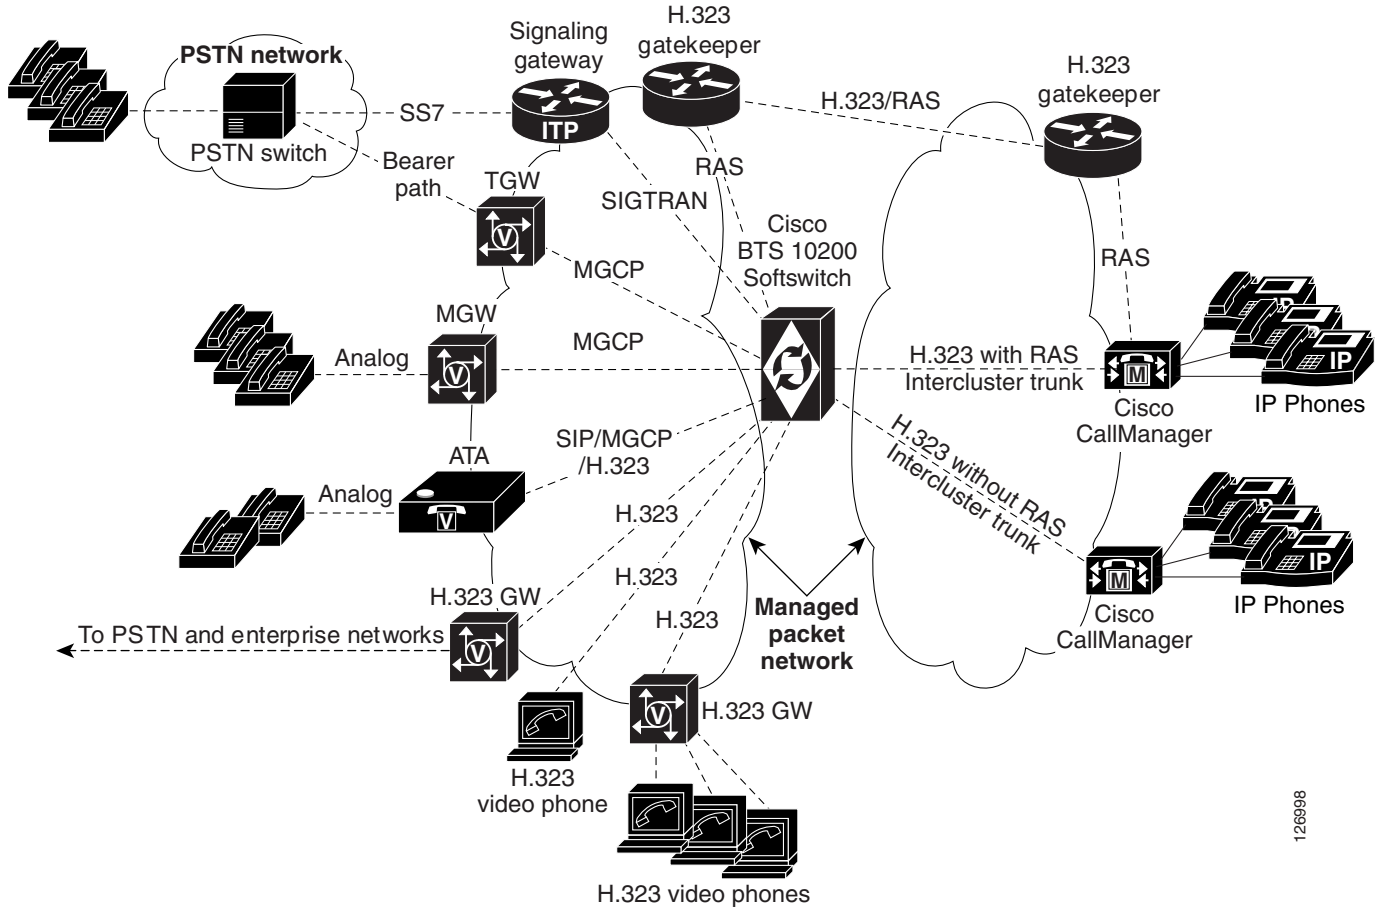 PSTN network
PSTN switch
SS7
Bearer
path
Signaling
gateway
ITP
H.323
gatekeeper
H.323/RAS
H.323
gatekeeper
RAS
SIGTRAN
RAS
TGW
V
MGCP
Cisco
BTS 10200
Softswitch
MGW
V
MGCP
Analog
H.323 with RAS
Intercluster trunk
M
Cisco
CallManager
IP
IP
IP Phones
ATA
V
Analog
SIP/MGCP
/H.323
H.323 without RAS
Intercluster trunk
M
Cisco
CallManager
IP
IP
IP Phones
H.323
H.323
H.323
H.323 GW
V
To PSTN and enterprise networks
Managed
packet
network
H.323
video phone
V
H.323 GW
H.323 video phones
126998